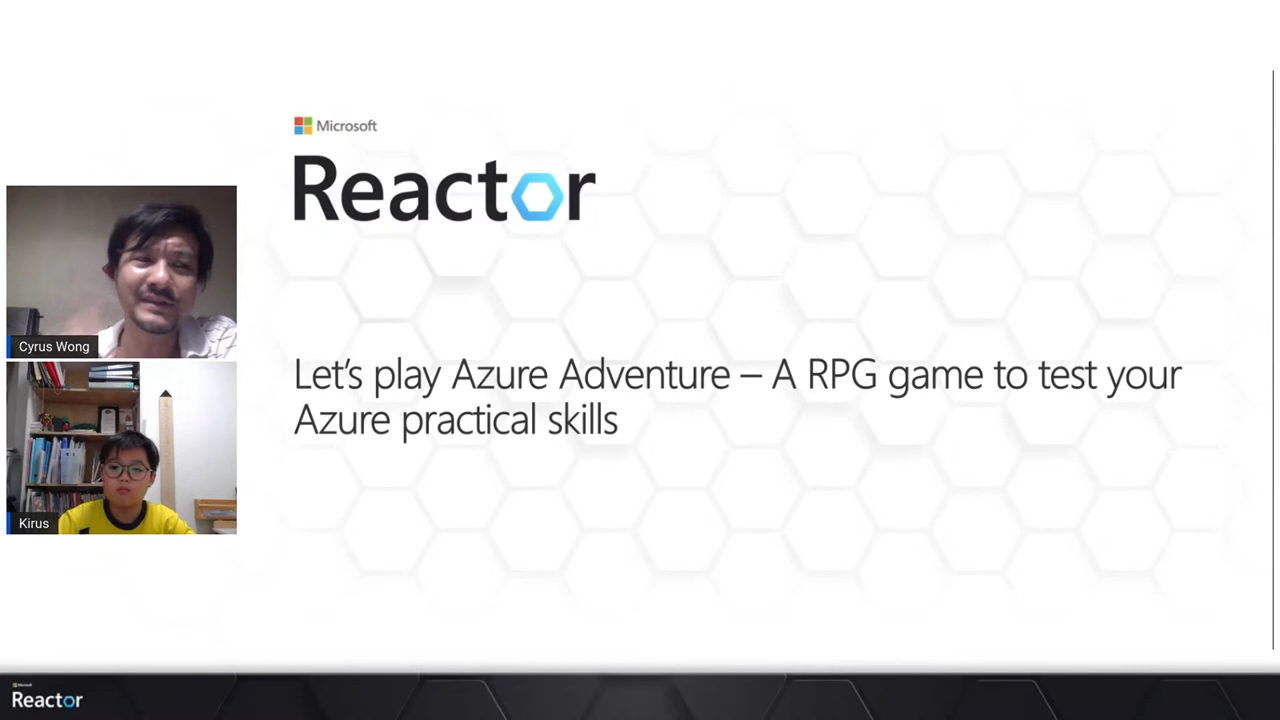 Microsoft
Reactor
Let's play Azure Adventure – A RPG game to test your
Azure practical skills
Cyrus Wong
Kirus
Microsoft
Reactor